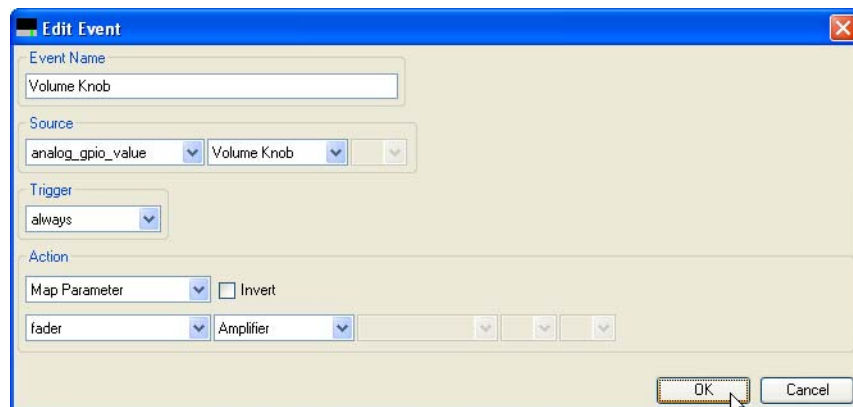 Edit Event
Event Name
Volume Knob
Source
analog_gpio_value Volume Knob
Trigger
always
Action
Map Parameter Invert
fader Amplifier
OK Cancel